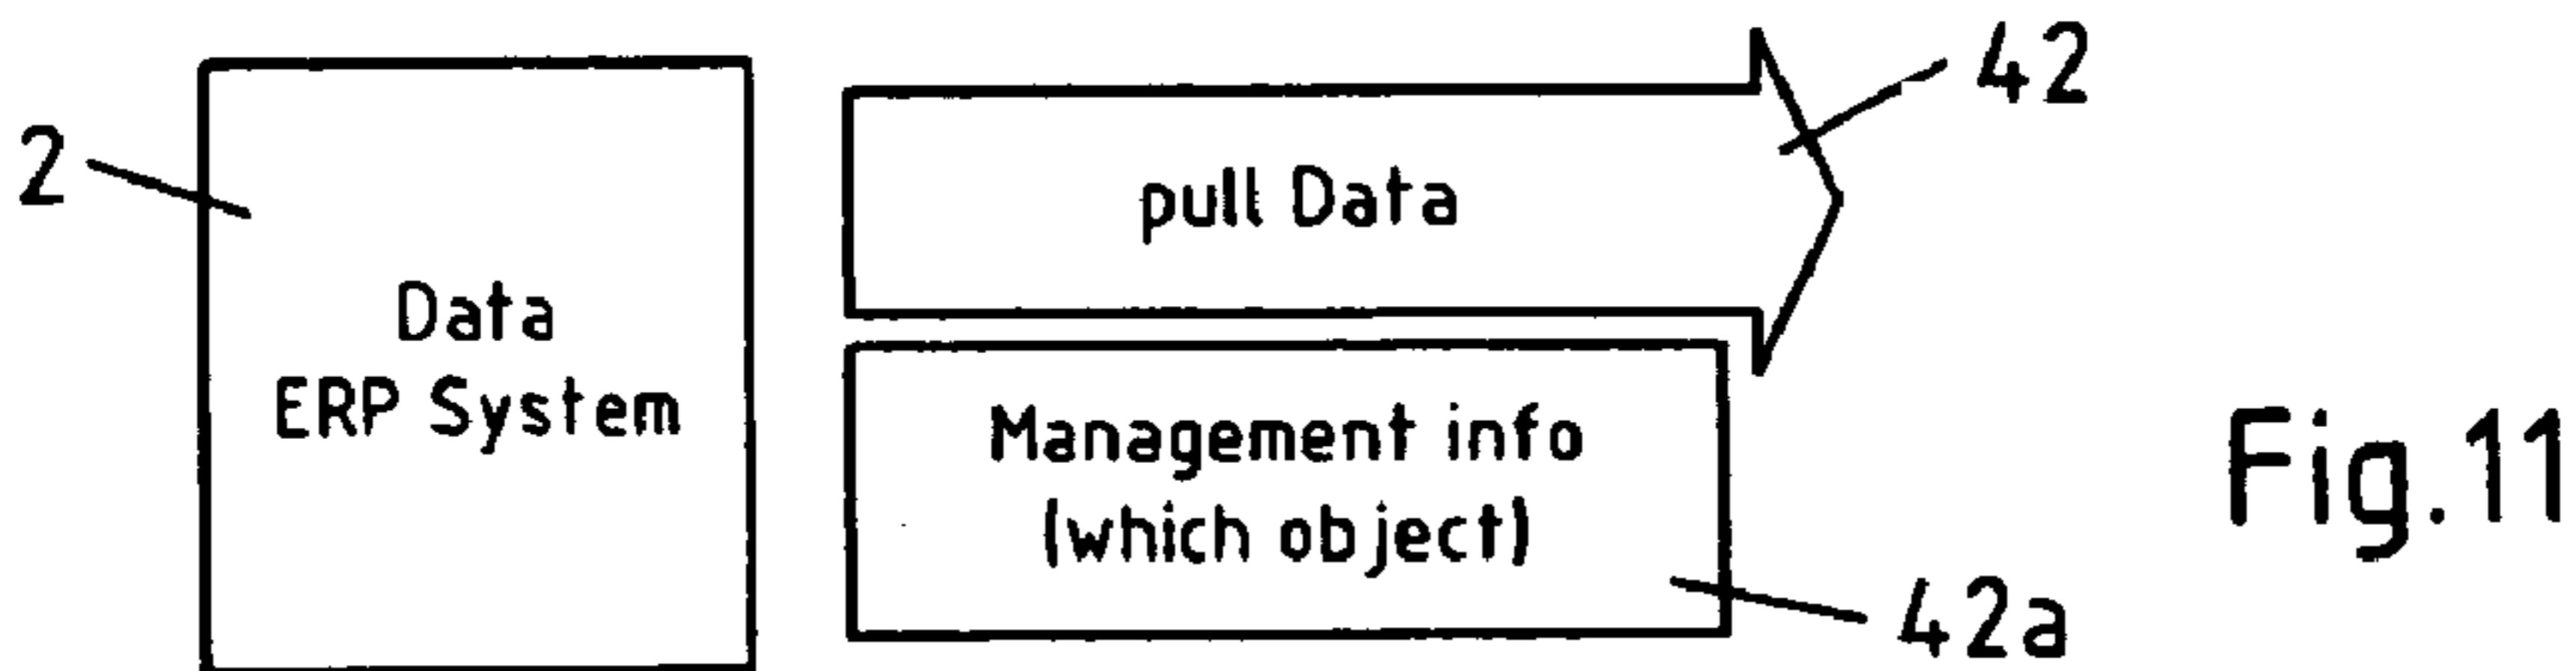 42
2
pull Data
Data
ERP System
Management info
(which object)
Fig.11
42a